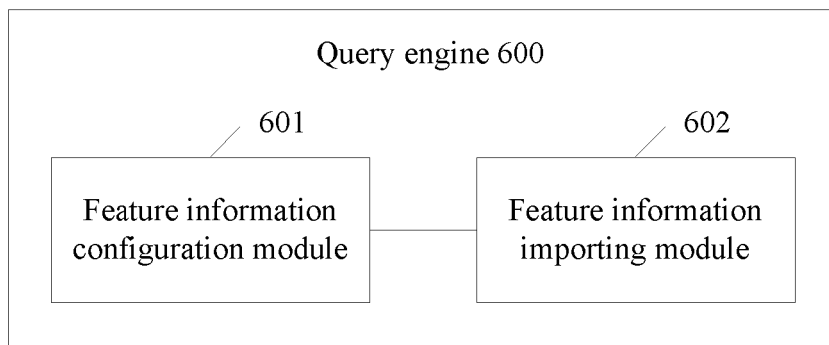 Query engine 600
601
602
Feature information
configuration module
Feature information
importing module